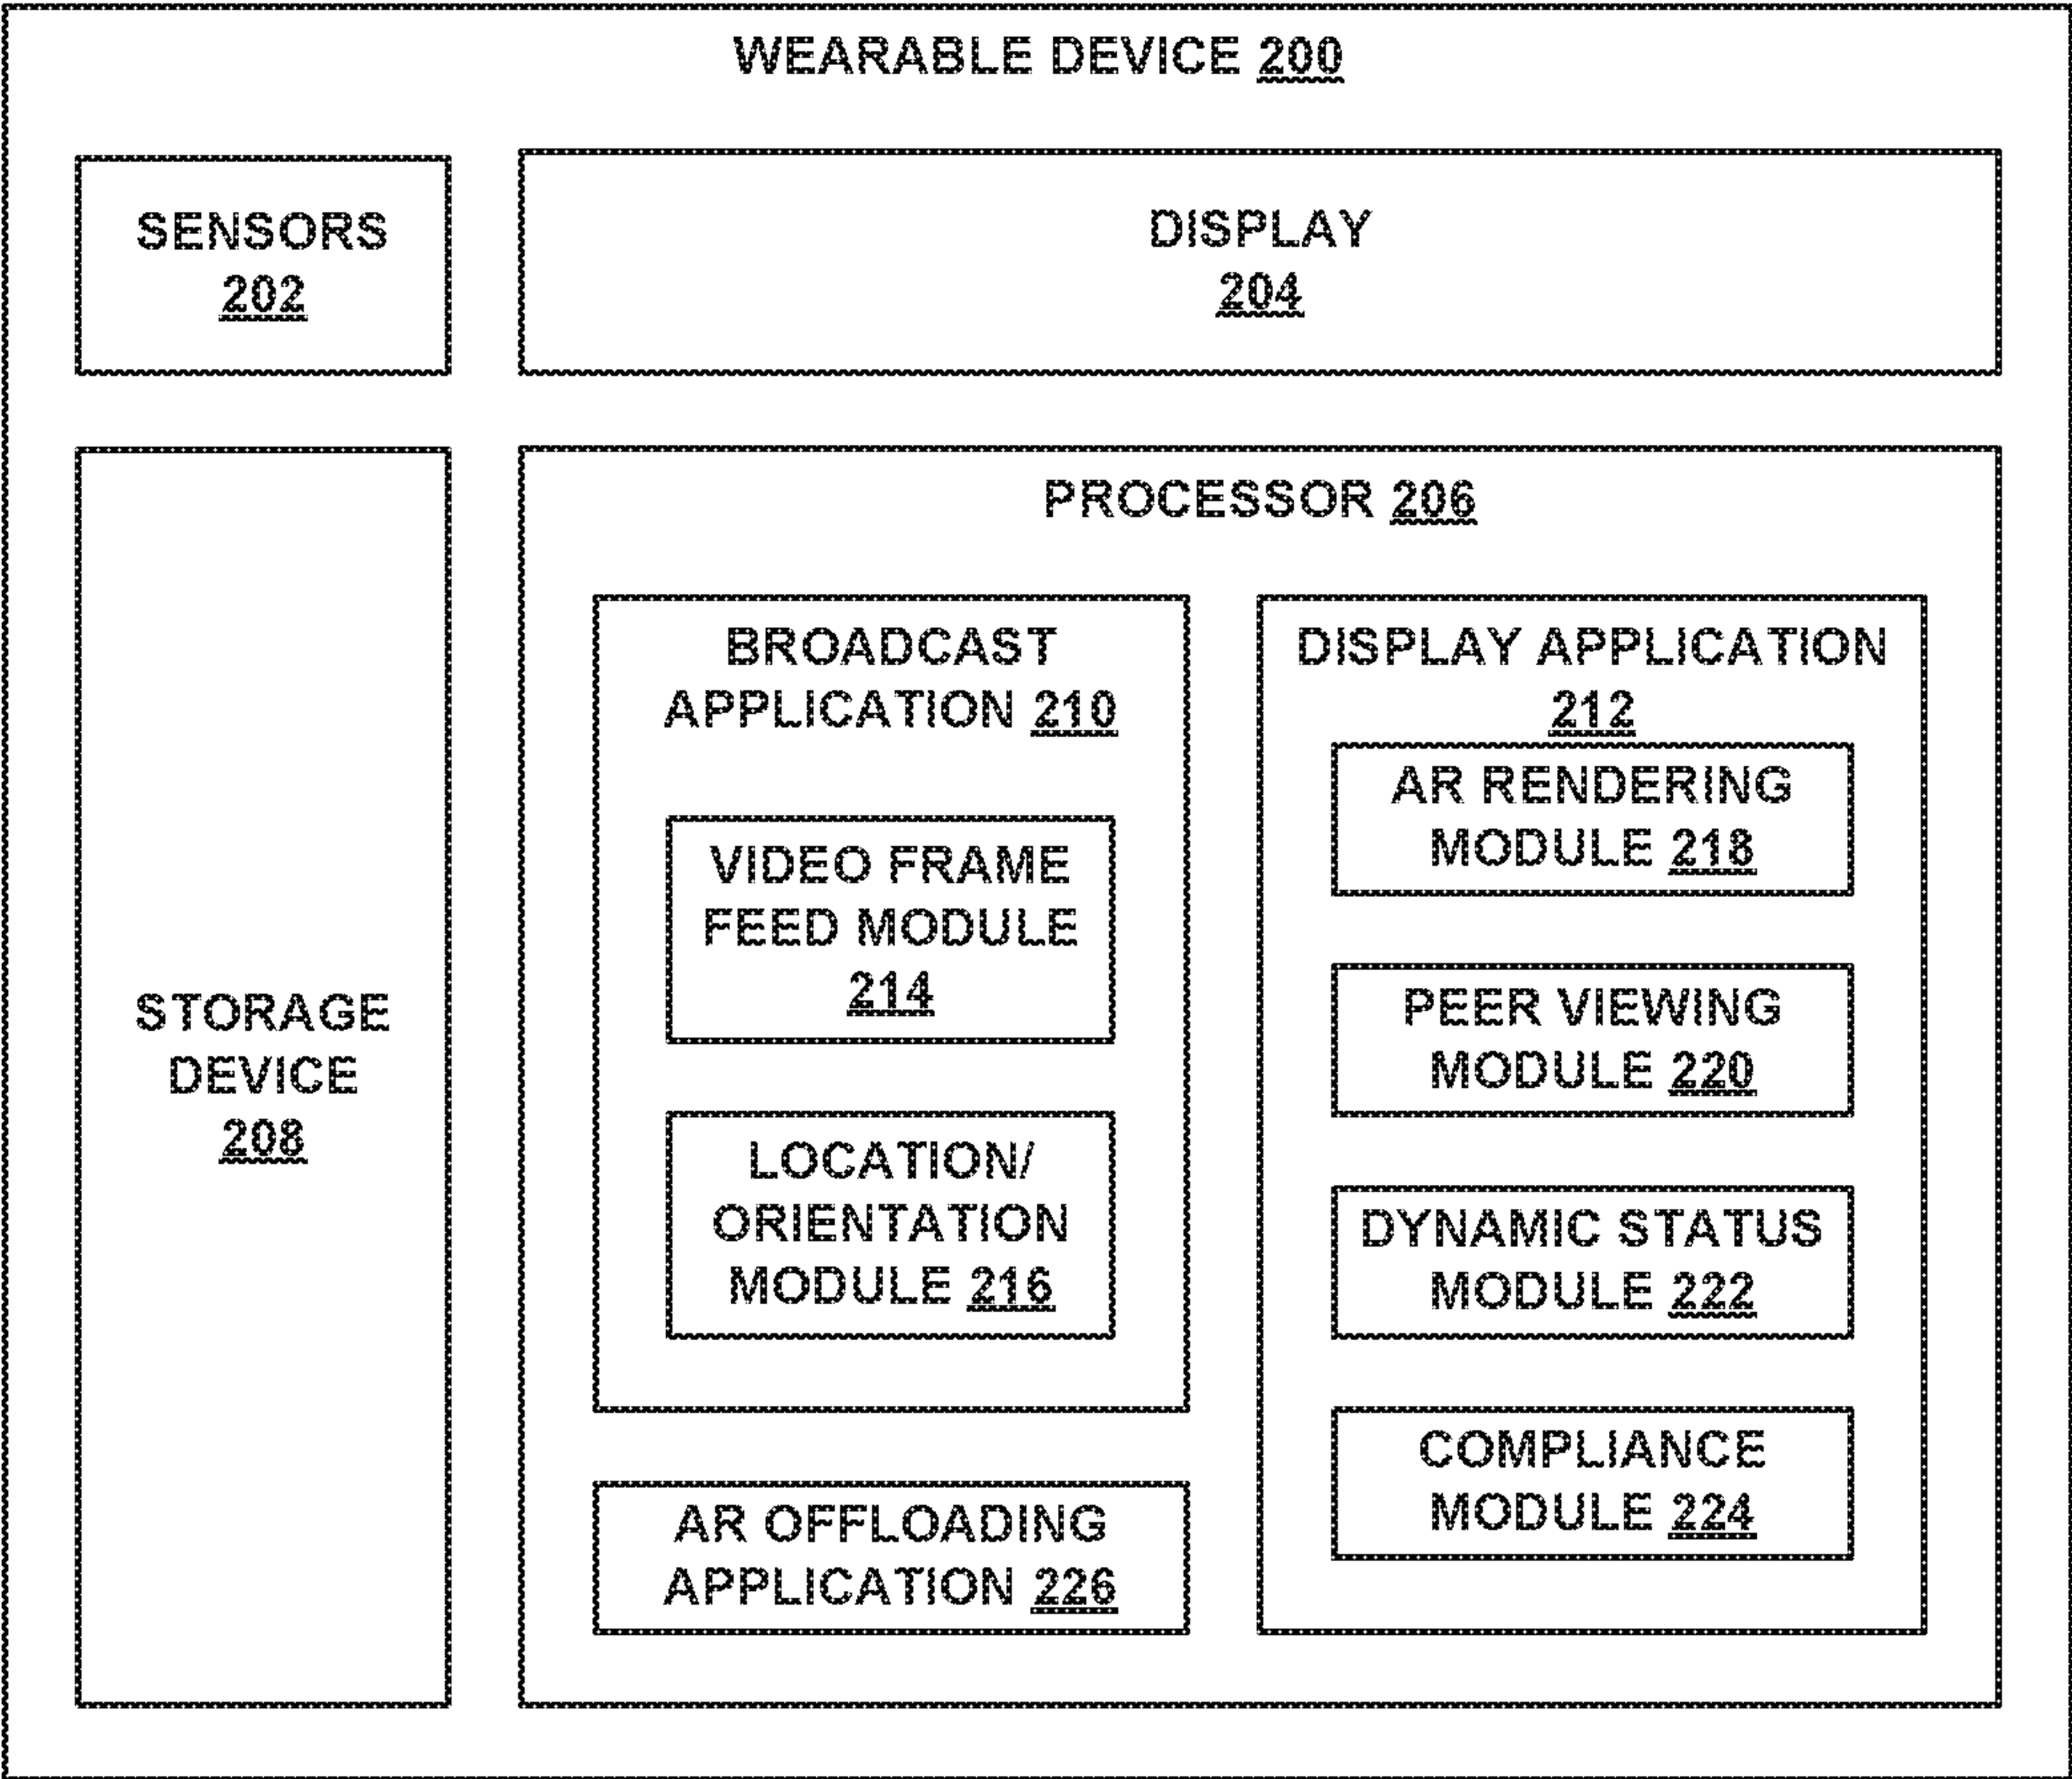 WEARABLE DEVICE 200
SENSORS
202
DISPLAY
204
STORAGE
DEVICE
208
PROCESSOR 206
BROADCAST
APPLICATION 210
VIDEO FRAME
FEED MODULE
214
LOCATION/
ORIENTATION
MODULE 216
AR OFFLOADING
APPLICATION 226
DISPLAY APPLICATION
212
AR RENDERING
MODULE 218
PEER VIEWING
MODULE 220
DYNAMIC STATUS
MODULE 222
COMPLIANCE
MODULE 224